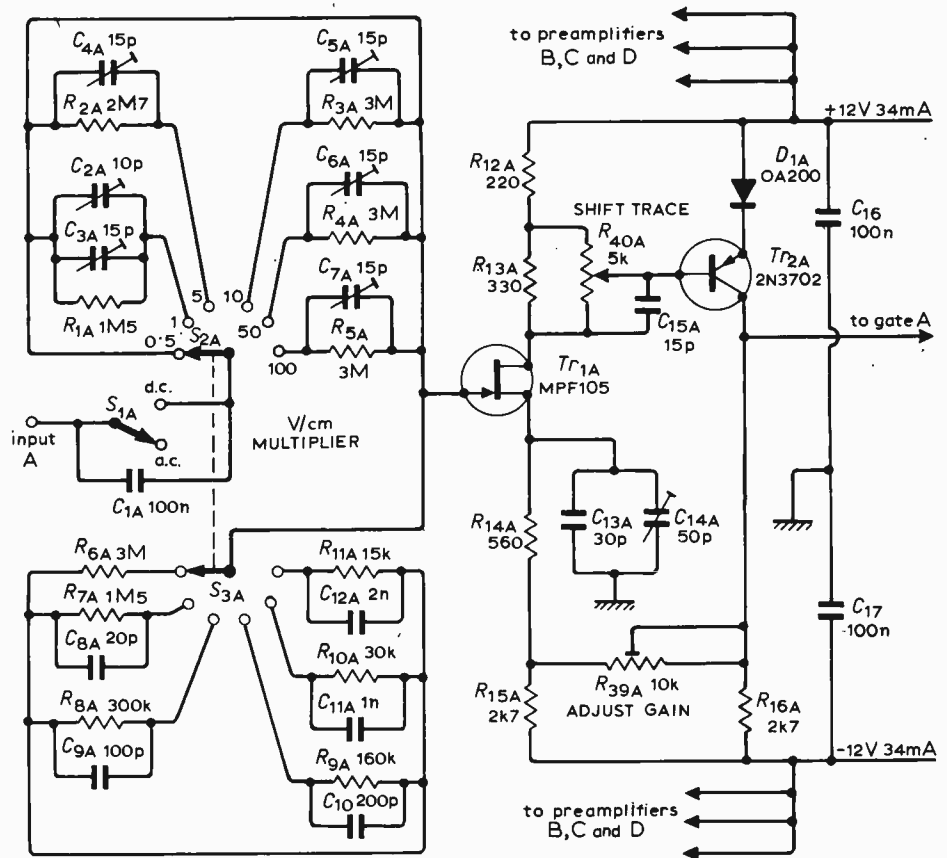 to preamplifiers
B,C and D
C4A 15p
R2A 2M7
C5A 15p
R3A 3M
+12V 34mA
C2A 10p
C3A 15p
R1A 1M5
C6A 15p
R4A 3M
C7A 15p
R5A
3M
R12A
220
SHIFT TRACE
R40A
5k
R13A
330
C15A
15p
D1A
OA200
Tr2A
2N3702
C16
100n
to gate A
0·5
1
5
10
50
100
S2A
Tr1A
MPF105
d.c.
S1A
a.c.
input
A
C1A 100n
V/cm
MULTIPLIER
R14A
560
C13A
30p
C14A
50p
R6A 3M
R7A 1M5
C8A 20p
R8A 300k
C9A 100p
S3A
R11A 15k
C12A 2n
R10A 30k
C11A 1n
R9A 160k
C10 200p
R15A
2k7
R39A 10k
ADJUST GAIN
R16A
2k7
C17
100n
-12V 34mA
to preamplifiers
B,C and D